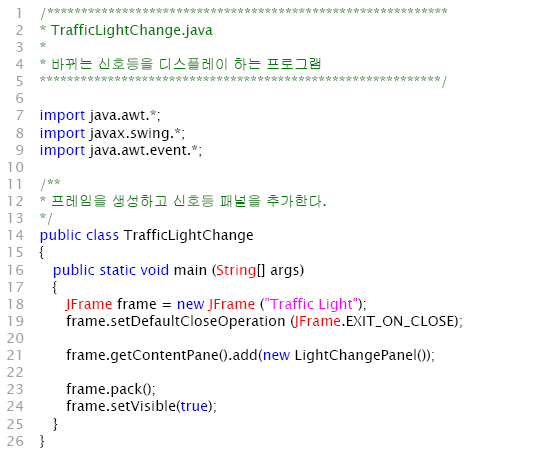 1 /************************************************************
2 * TrafficLightChange.java
3 *
4 * 바뀌는 신호등을 디스플레이 하는 프로그램
5 ************************************************************/
6
7 import java.awt.*;
8 import javax.swing.*;
9 import java.awt.event.*;
10
11 /**
12 * 프레임을 생성하고 신호등 패널을 추가한다.
13 */
14 public class TrafficLightChange
15 {
16 public static void main (String[] args)
17 {
18 JFrame frame = new JFrame ("Traffic Light");
19 frame.setDefaultCloseOperation (JFrame.EXIT_ON_CLOSE);
20
21 frame.getContentPane().add(new LightChangePanel());
22
23 frame.pack();
24 frame.setVisible(true);
25 }
26 }